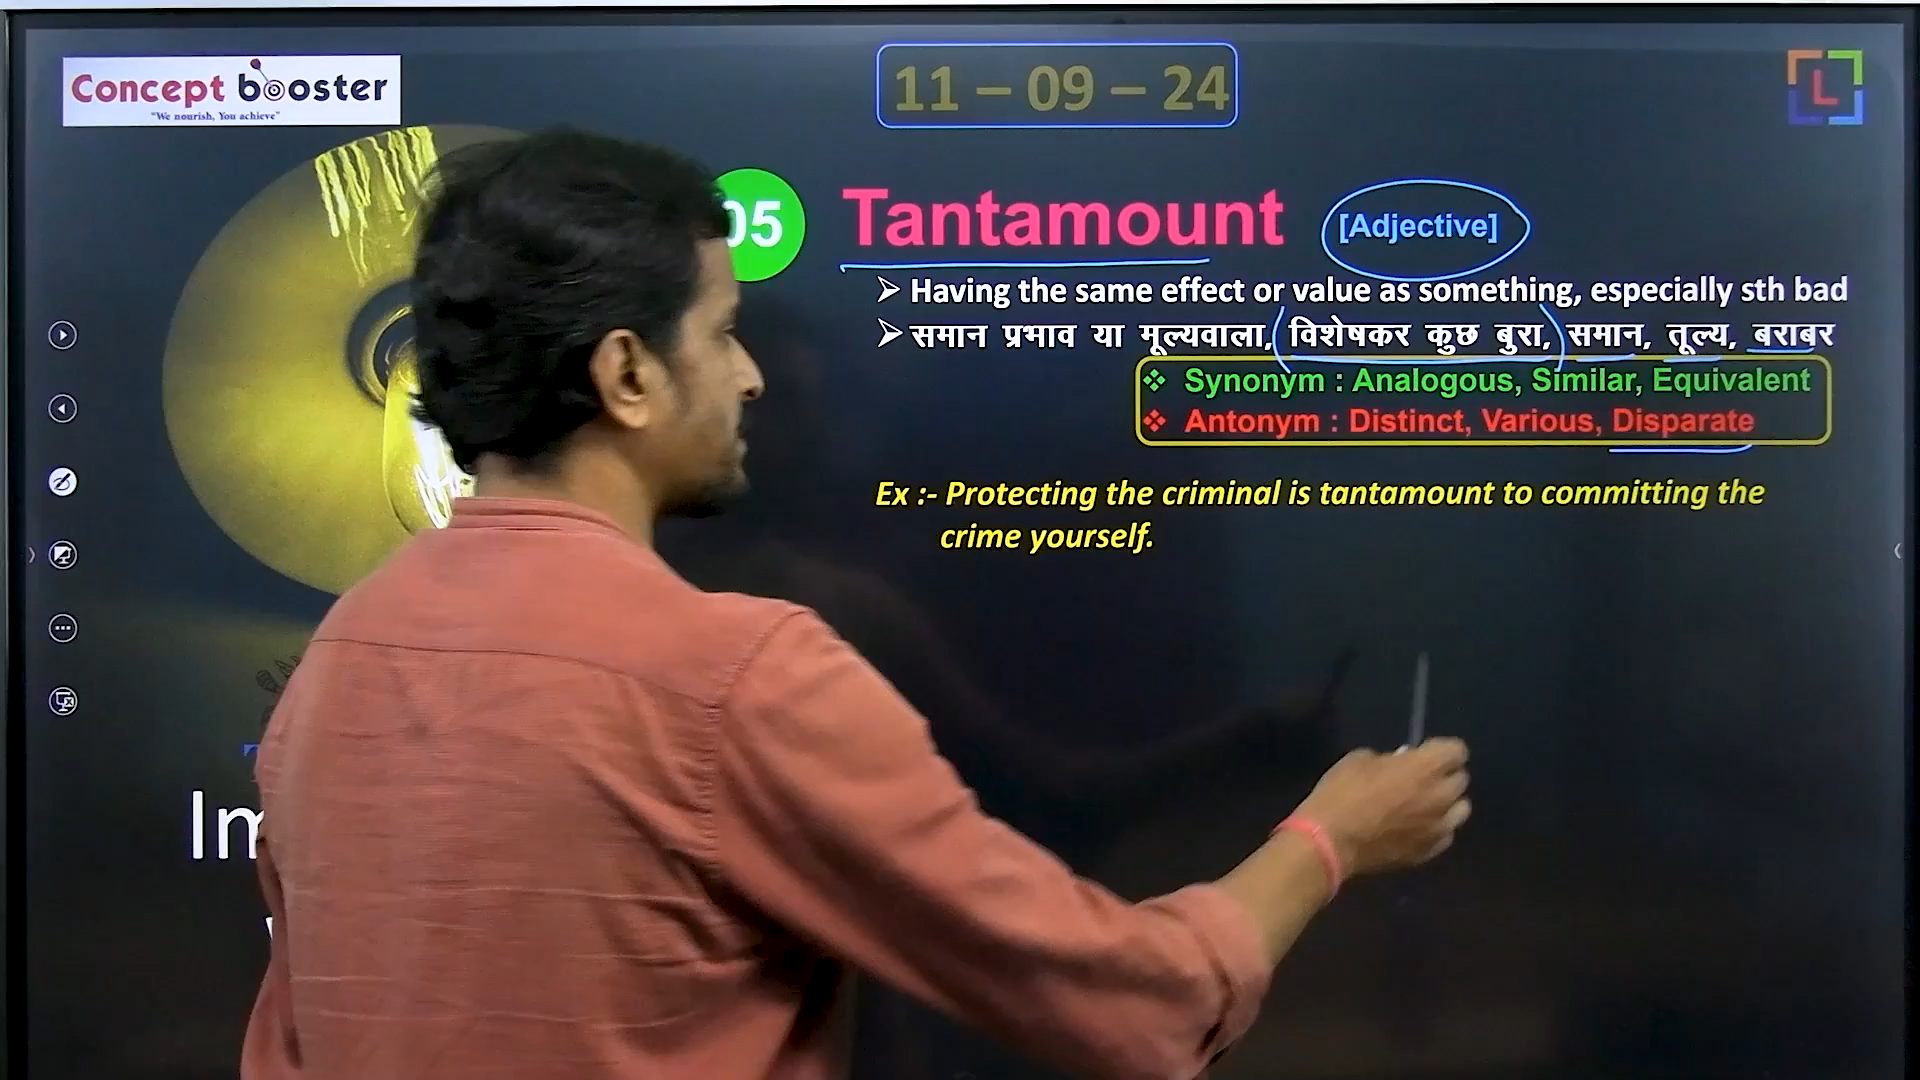 Concept booster
"We nourish, You achieve"
11 – 09 – 24
L
05
Tantamount [Adjective]
➢ Having the same effect or value as something, especially sth bad
➢ समान प्रभाव या मूल्यवाला, (विशेषकर कुछ बुरा,) समान, तूल्य, बराबर
❖ Synonym : Analogous, Similar, Equivalent
❖ Antonym : Distinct, Various, Disparate
Ex :- Protecting the criminal is tantamount to committing the
crime yourself.